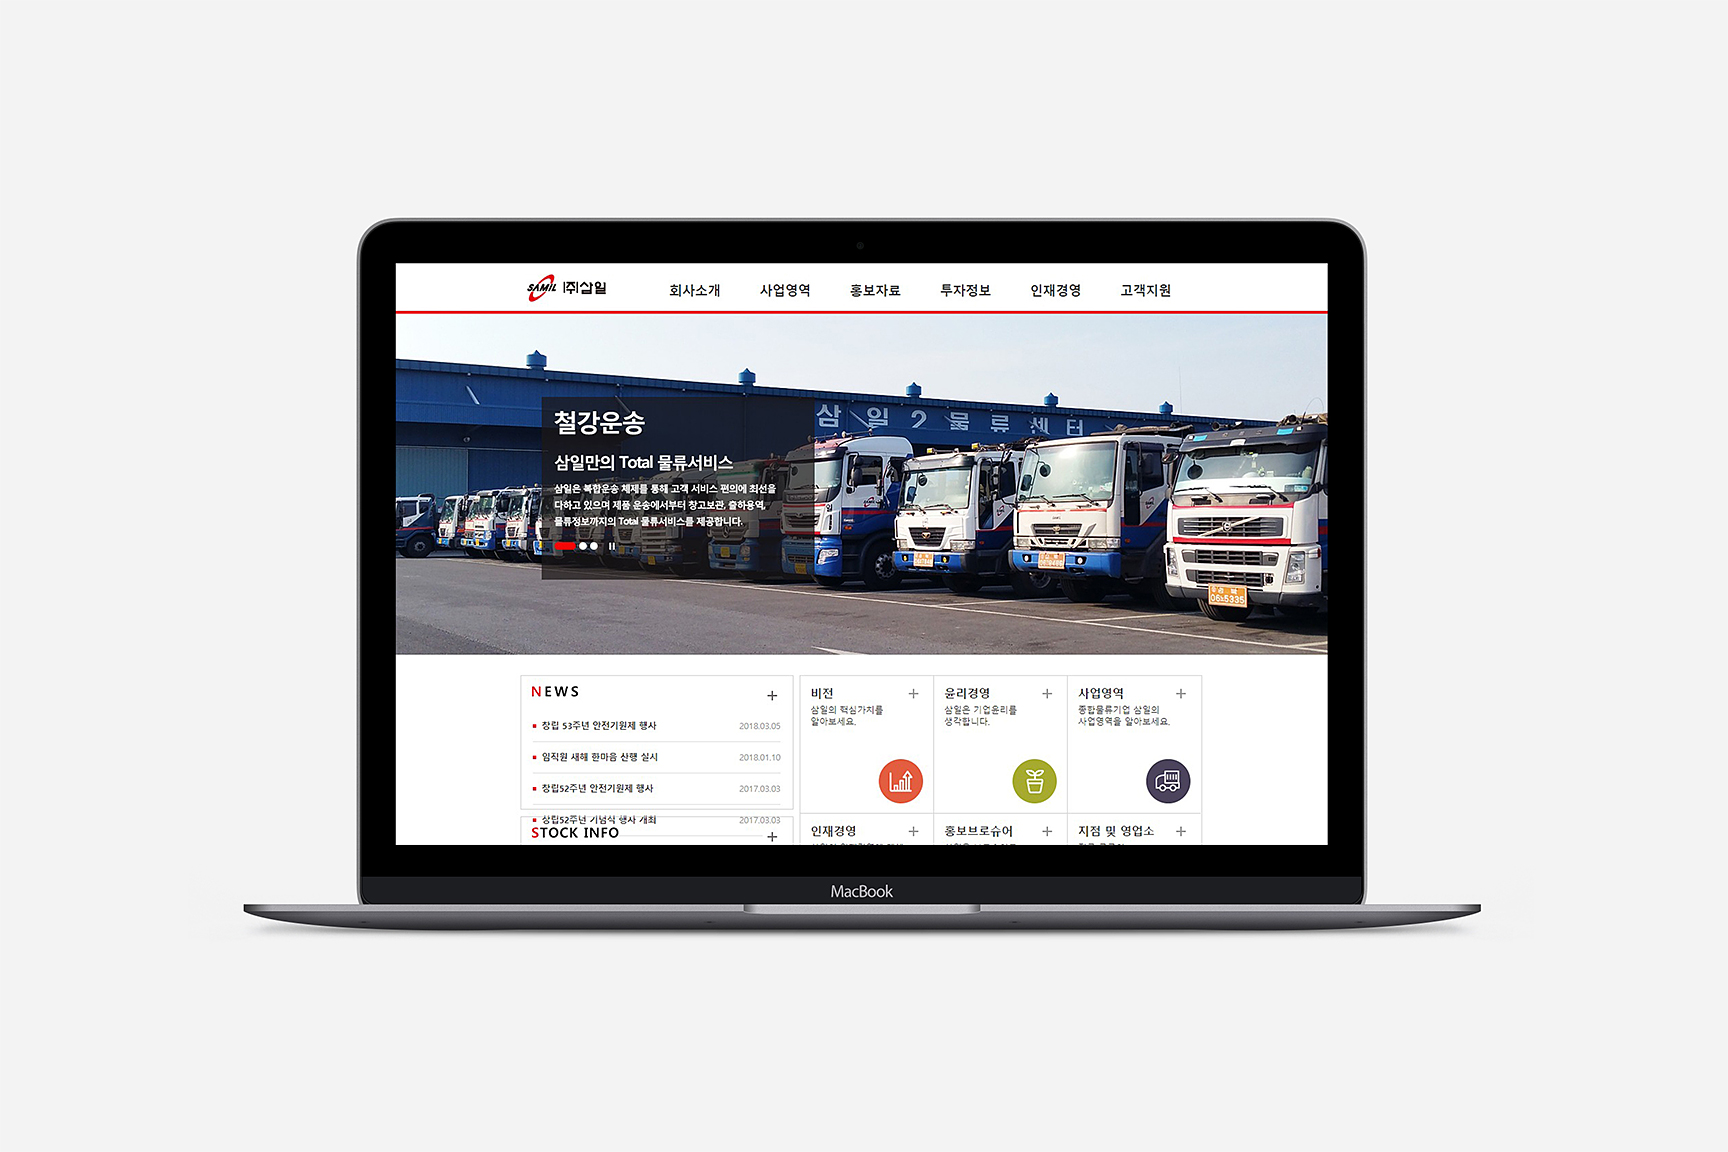 SAMIL ㈜삼일
회사소개 사업영역 홍보자료 투자정보 인재경영 고객지원
삼일2물류센터
철강운송
삼일만의 Total 물류서비스
삼일은 복합운송 체제를 통해 고객 서비스 편의에 최선을
다하고 있으며 제품 운송에서부터 창고보관, 출하용역,
물류정보까지의 Total 물류서비스를 제공합니다.
06 5335
NEWS
창립 53주년 안전기원제 행사 2018.03.05
임직원 새해 한마음 산행 실시 2018.01.10
창립52주년 안전기원제 행사 2017.03.03
창립52주년 기념식 행사 개최 2017.03.03
STOCK INFO
비전
삼일의 핵심가치를
알아보세요.
윤리경영
삼일은 기업윤리를
생각합니다.
사업영역
종합물류기업 삼일의
사업영역을 알아보세요.
인재경영
홍보브로슈어
지점 및 영업소
MacBook